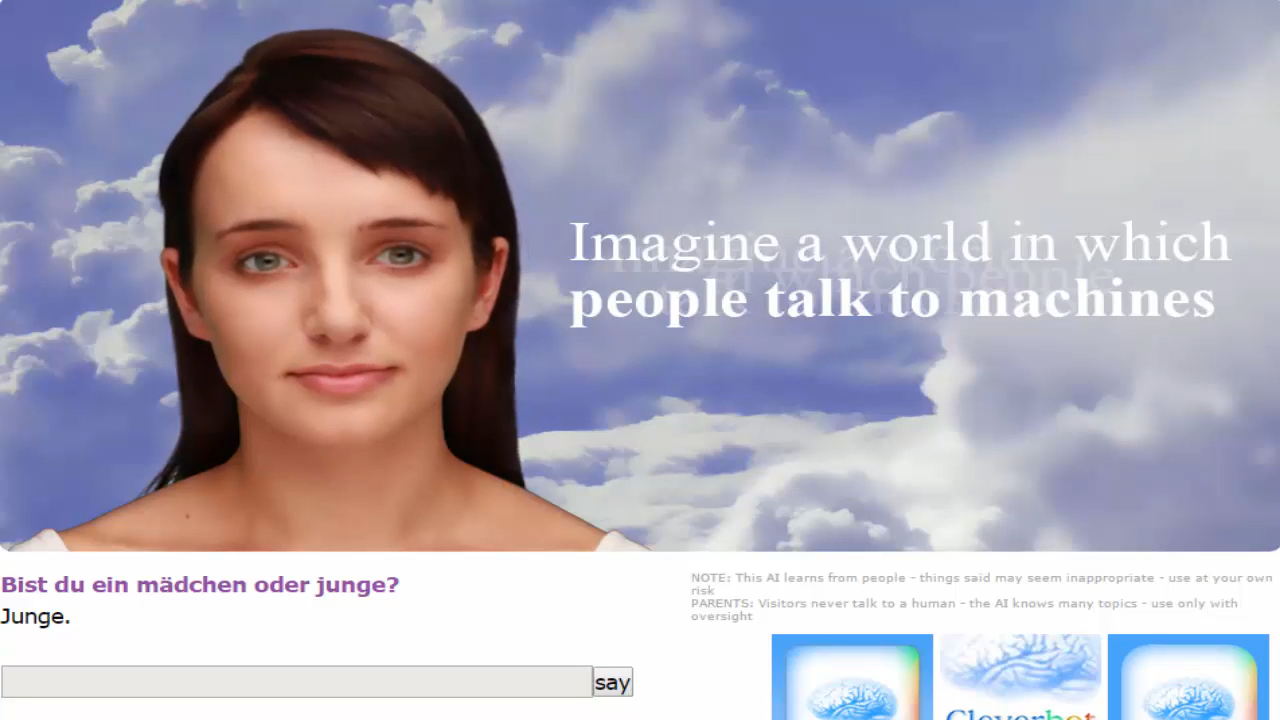 Imagine a world in which
people talk to machines
Bist du ein mädchen oder junge?
Junge.
say
NOTE: This AI learns from people - things said may seem inappropriate - use at your own
risk
PARENTS: Visitors never talk to a human - the AI knows many topics - use only with
oversight
Cleverbot